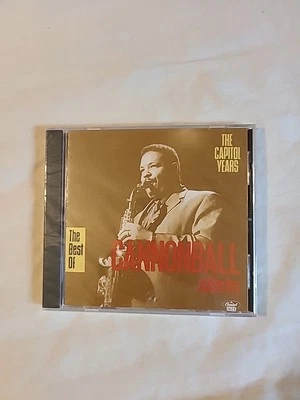 THE
CAPITOL
YEARS
The
Best
Of
CANNONBALL